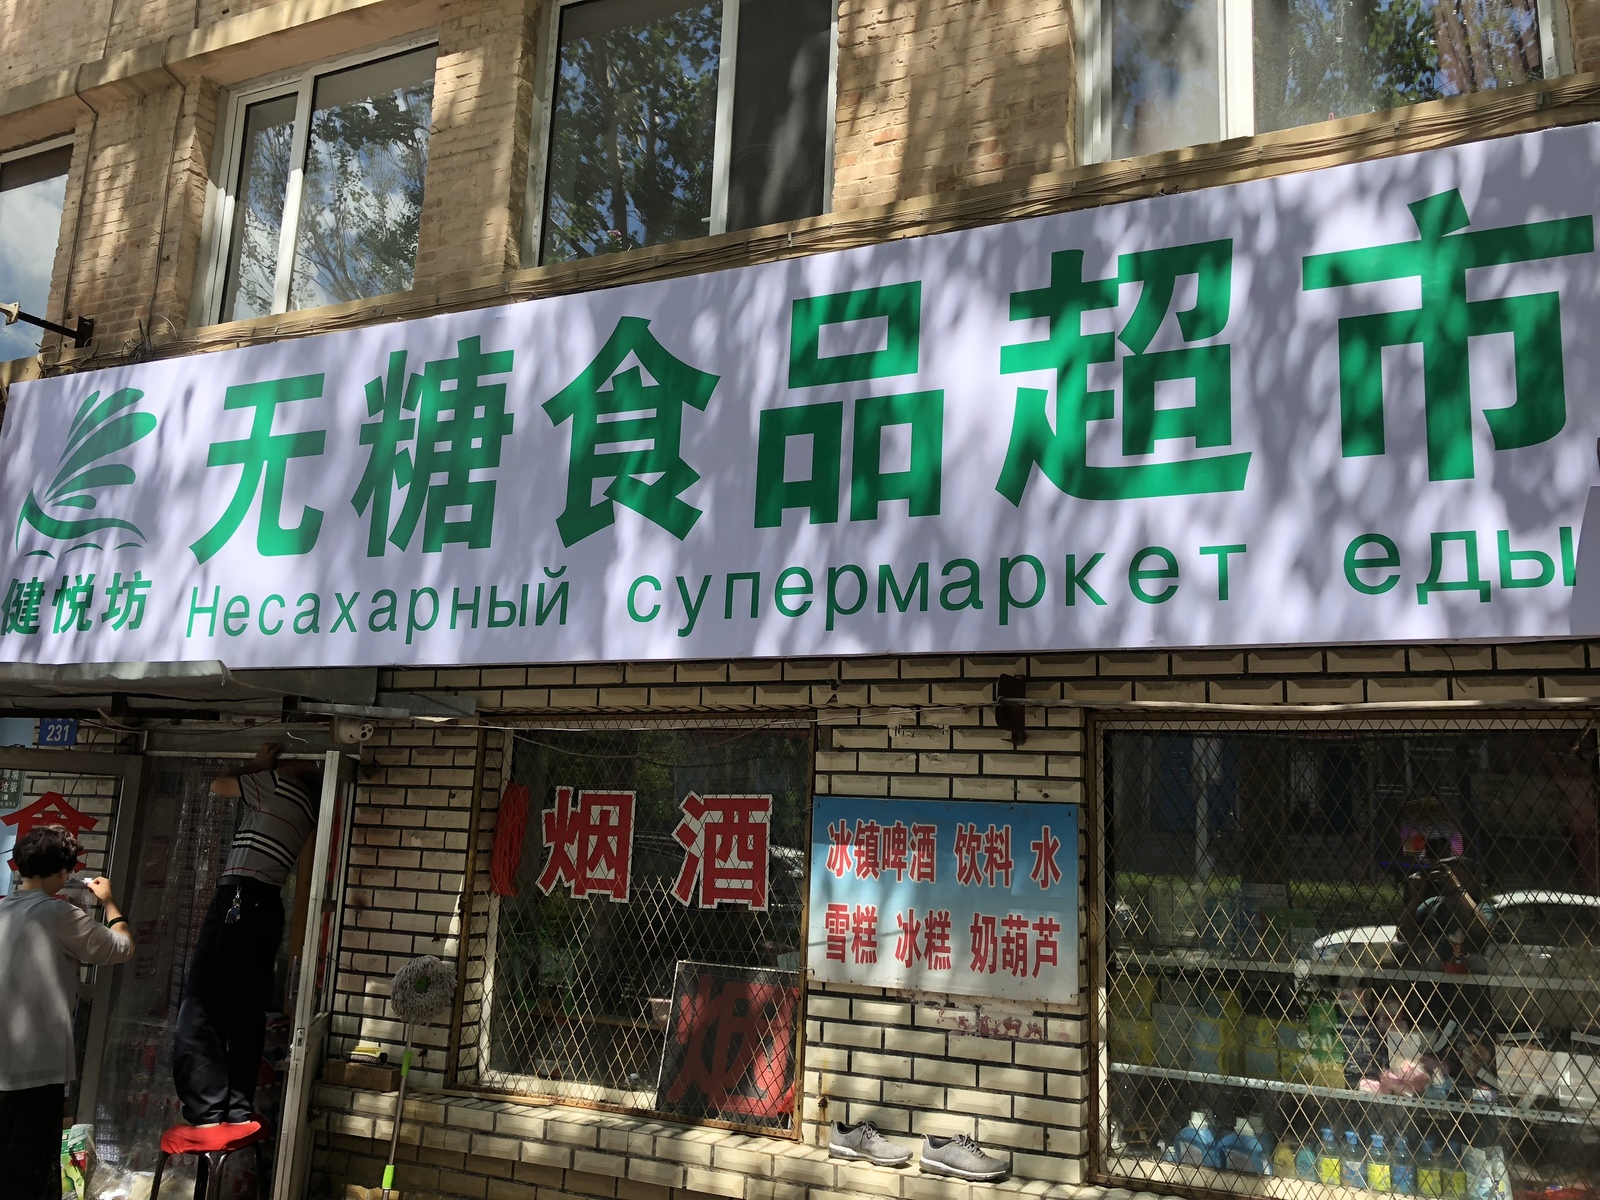 无糖食品超市
健悦坊
Несахарный супермаркет еды
231
食
烟酒
冰镇啤酒 饮料 水
雪糕 冰糕 奶葫芦
烟